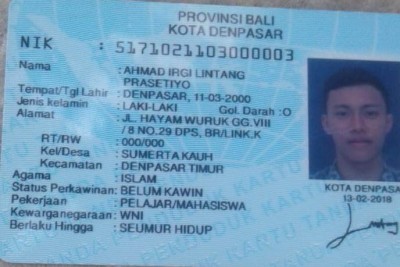 PROVINSI BALI
KOTA DENPASAR
NIK : 5171021103000003
Nama : AHMAD IRGI LINTANG
PRASETIYO
Tempat/Tgl Lahir : DENPASAR, 11-03-2000
Jenis kelamin : LAKI-LAKI Gol. Darah : O
Alamat : JL. HAYAM WURUK GG.VIII
/ 8 NO.29 DPS, BR/LINK.K
RT/RW : 000/000
Kel/Desa : SUMERTA KAUH
Kecamatan : DENPASAR TIMUR
Agama : ISLAM
Status Perkawinan: BELUM KAWIN
Pekerjaan : PELAJAR/MAHASISWA
Kewarganegaraan: WNI
Berlaku Hingga : SEUMUR HIDUP
KOTA DENPASA
13-02-2018